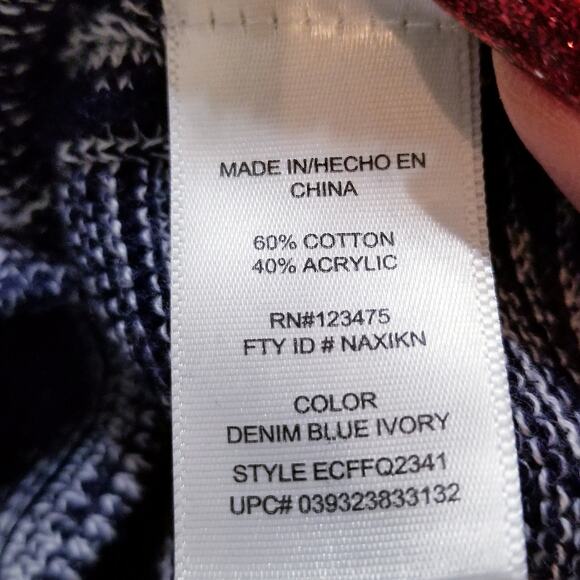 MADE IN/HECHO EN
CHINA
60% COTTON
40% ACRYLIC
RN#123475
FTY ID # NAXIKN
COLOR
DENIM BLUE IVORY
STYLE ECFFQ2341
UPC# 039323833132